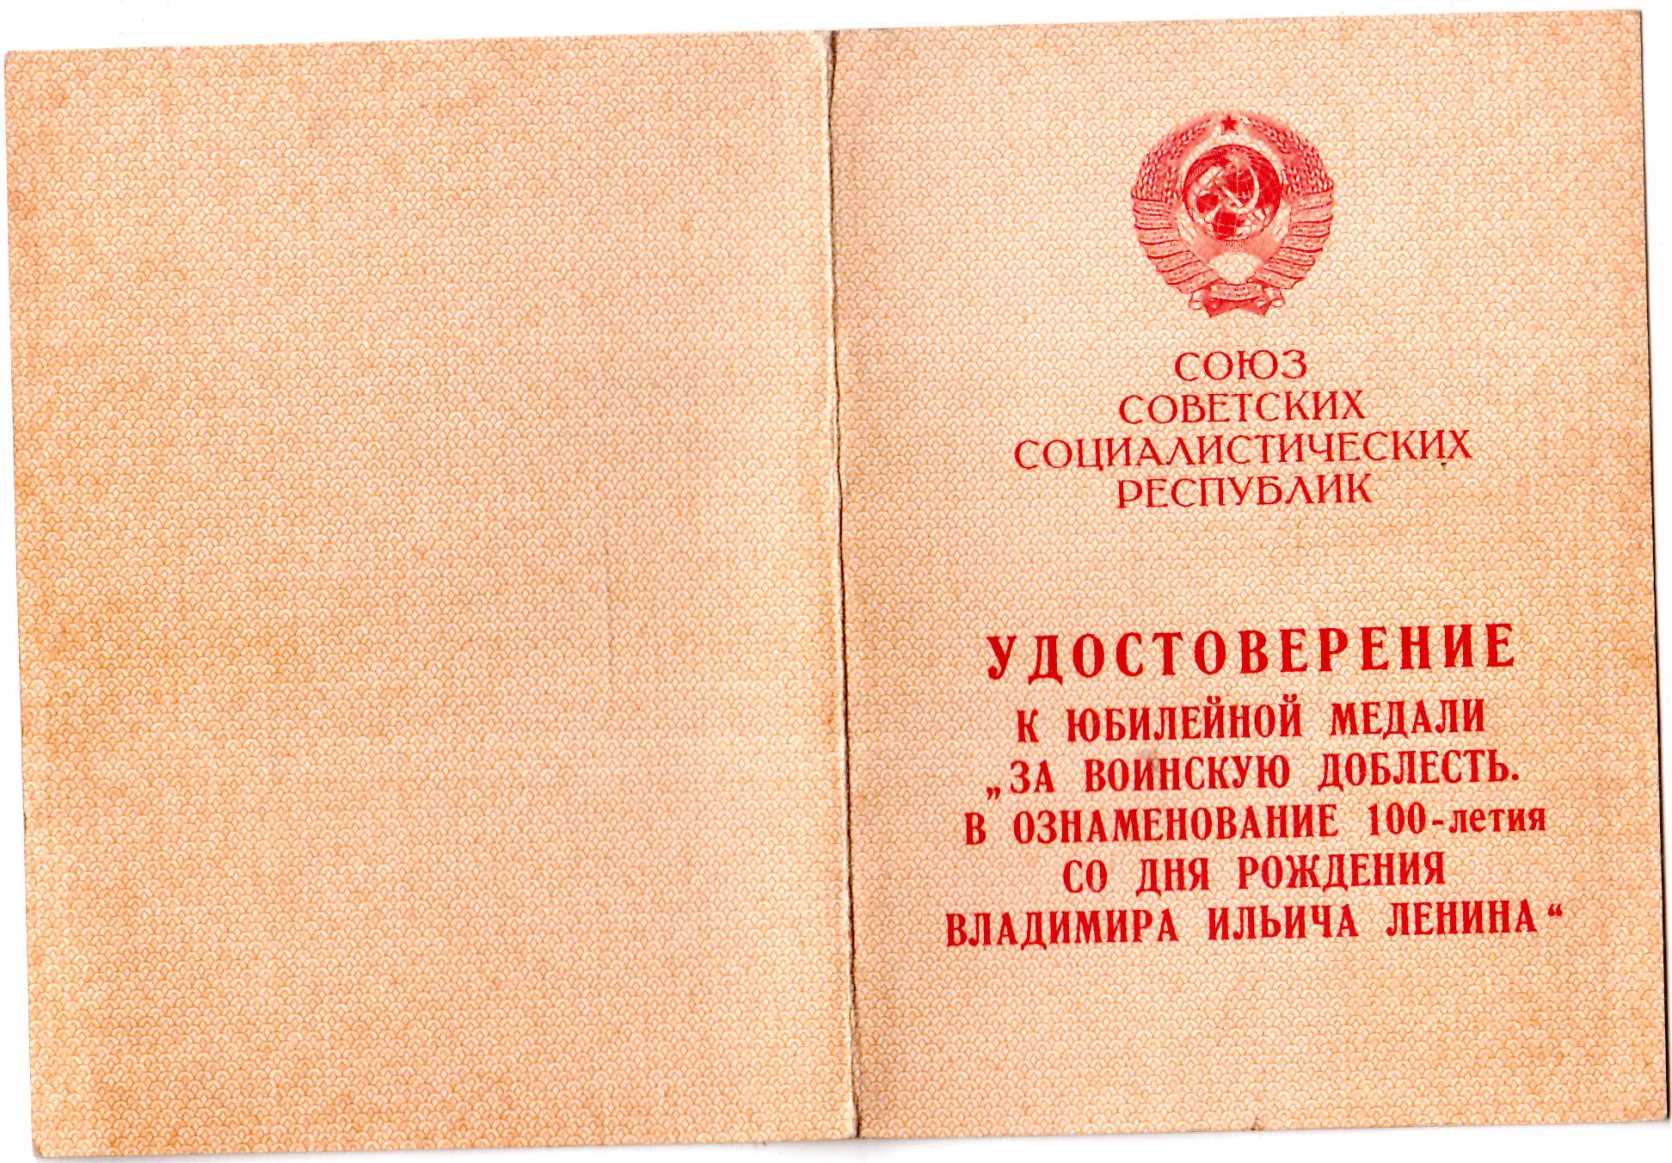 СОЮЗ
СОВЕТСКИХ
СОЦИАЛИСТИЧЕСКИХ
РЕСПУБЛИК
УДОСТОВЕРЕНИЕ
К ЮБИЛЕЙНОЙ МЕДАЛИ
„ЗА ВОИНСКУЮ ДОБЛЕСТЬ.
В ОЗНАМЕНОВАНИЕ 100-летия
СО ДНЯ РОЖДЕНИЯ
ВЛАДИМИРА ИЛЬИЧА ЛЕНИНА“